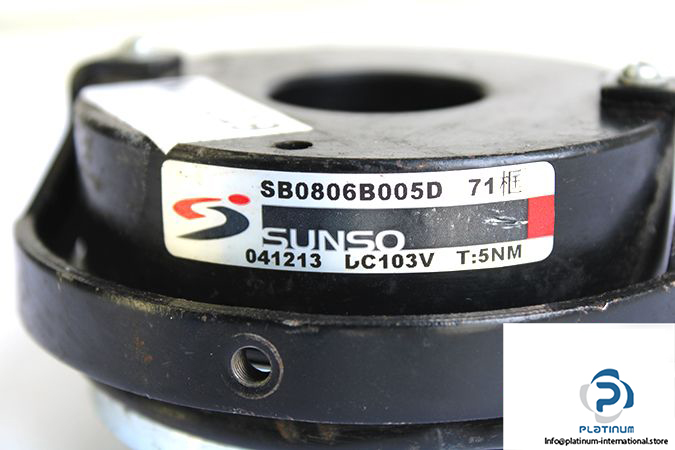 SB0806B005D 71框
SUNSO
041213 DC103V T:5NM
PLATINUM
info@platinum-international.store